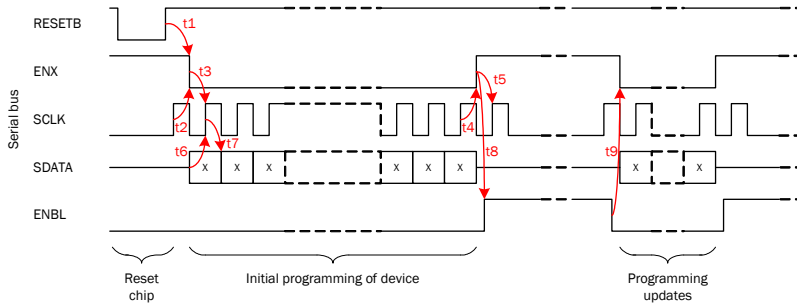 RESETB
t1
ENX
t3
t5
Serial bus
SCLK
t2
t4
t6
t7
t8
t9
SDATA
X X X X X X X X
ENBL
Reset
chip
Initial programming of device
Programming
updates